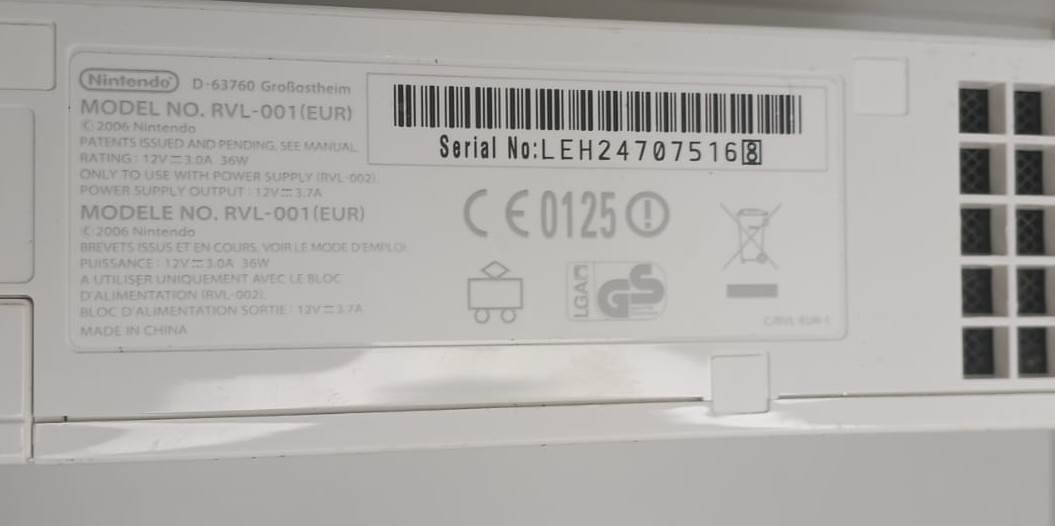 Nintendo D-63760 Großostheim
MODEL NO. RVL-001(EUR)
© 2006 Nintendo
PATENTS ISSUED AND PENDING, SEE MANUAL.
RATING : 12V⎓3.0A 36W
ONLY TO USE WITH POWER SUPPLY (RVL-002).
POWER SUPPLY OUTPUT : 12V⎓3.7A
MODELE NO. RVL-001(EUR)
© 2006 Nintendo
BREVETS ISSUS ET EN COURS, VOIR LE MODE D'EMPLOI.
PUISSANCE : 12V⎓3.0A 36W
A UTILISER UNIQUEMENT AVEC LE BLOC
D'ALIMENTATION (RVL-002).
BLOC D'ALIMENTATION SORTIE : 12V⎓3.7A
MADE IN CHINA
Serial No:LEH247075168
CE 0125
LGA
GS
C/RVL-EUR-1